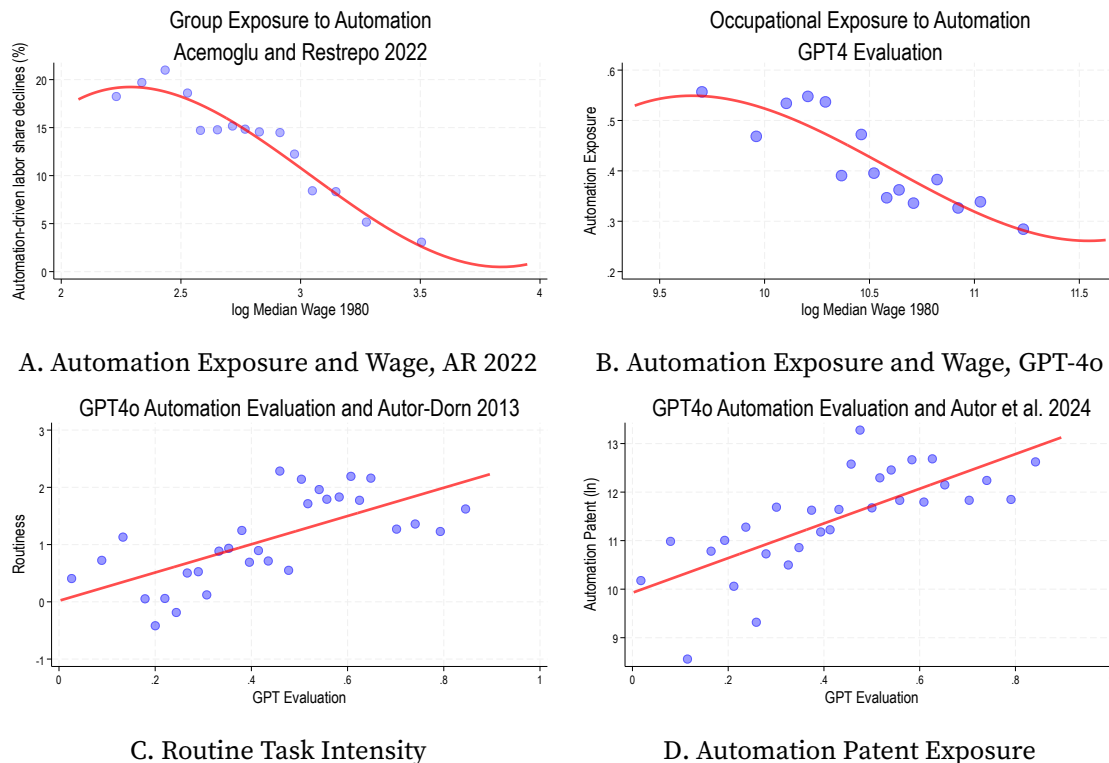 Group Exposure to Automation
Acemoglu and Restrepo 2022
Automation-driven labor share declines (%)
20
15
10
5
0
2
2.5
3
3.5
4
log Median Wage 1980
A. Automation Exposure and Wage, AR 2022
Occupational Exposure to Automation
GPT4 Evaluation
Automation Exposure
.6
.5
.4
.3
.2
9.5
10
10.5
11
11.5
log Median Wage 1980
B. Automation Exposure and Wage, GPT-4o
GPT4o Automation Evaluation and Autor-Dorn 2013
Routiness
3
2
1
0
-1
0
.2
.4
.6
.8
1
GPT Evaluation
C. Routine Task Intensity
GPT4o Automation Evaluation and Autor et al. 2024
Automation Patent (ln)
13
12
11
10
9
0
.2
.4
.6
.8
GPT Evaluation
D. Automation Patent Exposure